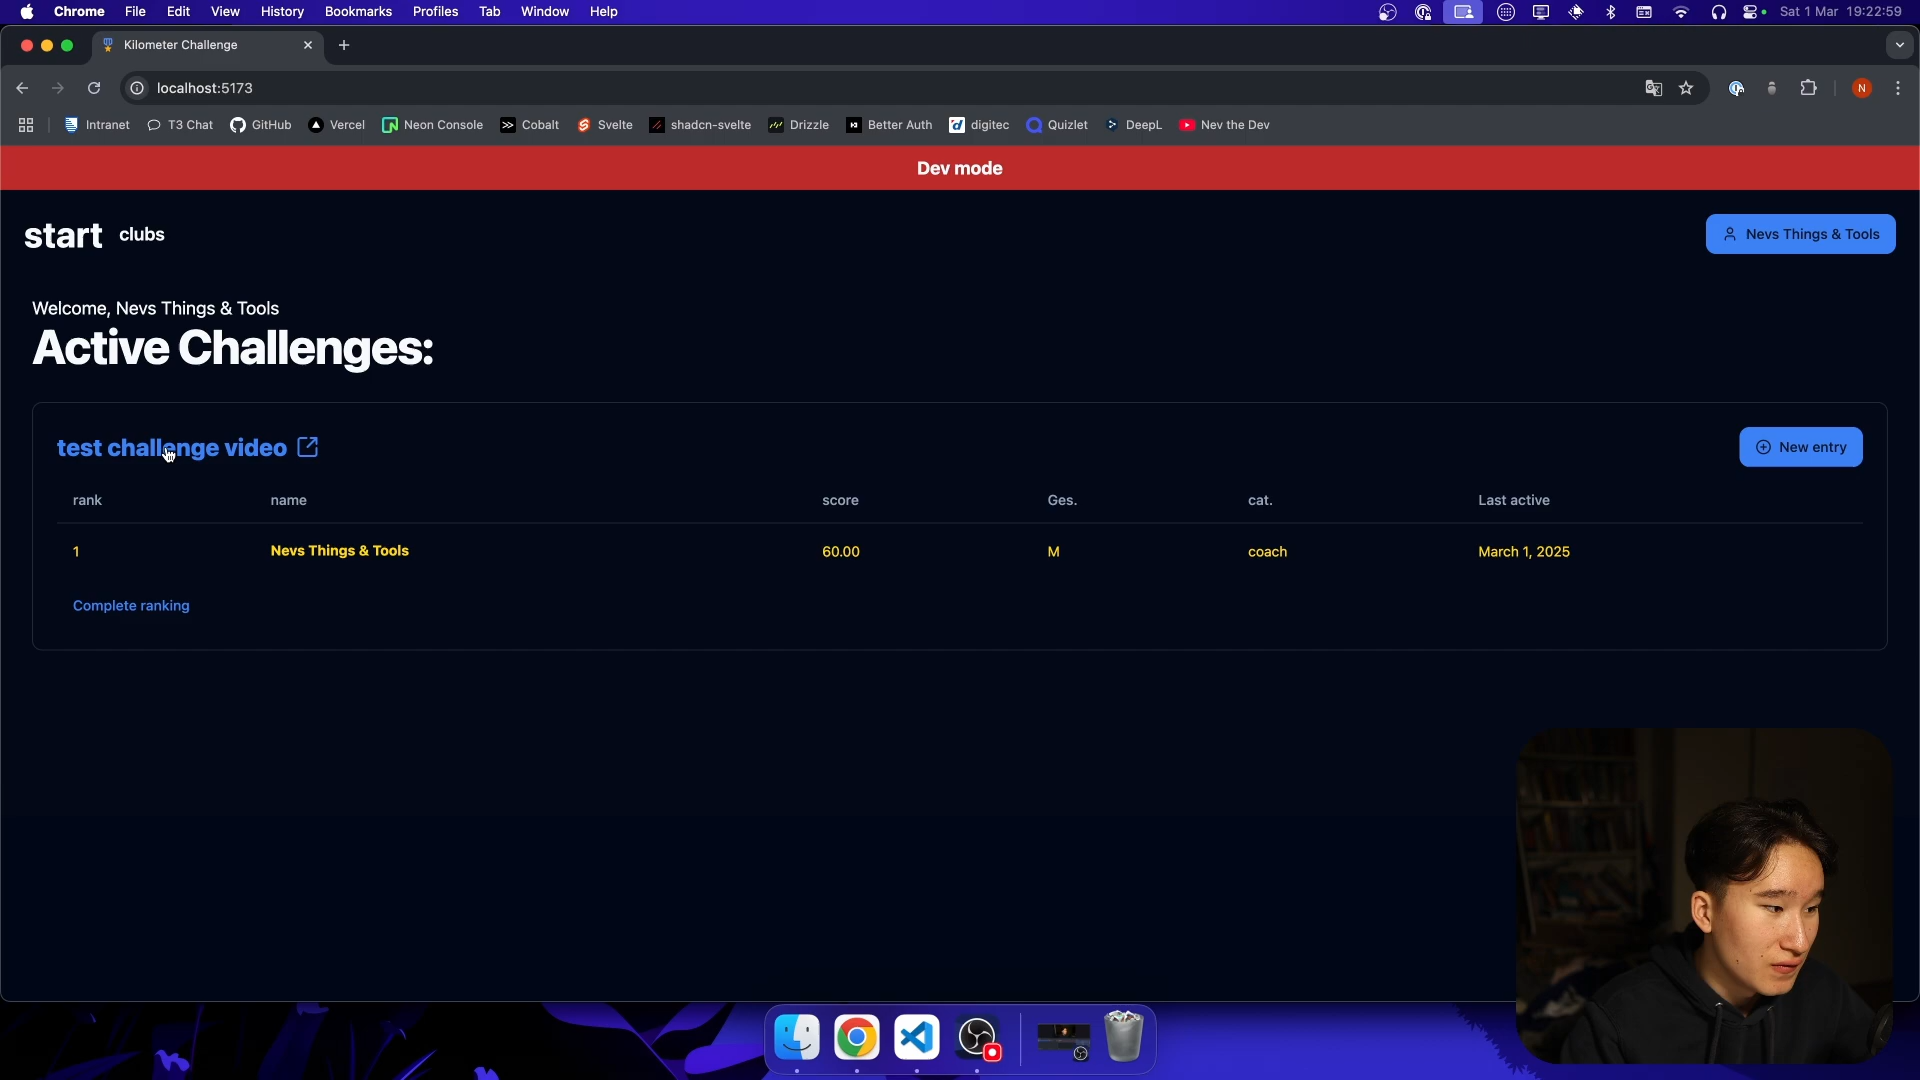 Chrome File Edit View History Bookmarks Profiles Tab Window Help Sat 1 Mar 19:22:59
Kilometer Challenge
localhost:5173 N
Intranet T3 Chat GitHub Vercel Neon Console Cobalt Svelte shadcn-svelte Drizzle Better Auth digitec Quizlet DeepL Nev the Dev
Dev mode
start clubs Nevs Things & Tools
Welcome, Nevs Things & Tools
Active Challenges:
test challenge video New entry
rank name score Ges. cat. Last active
1 Nevs Things & Tools 60.00 M coach March 1, 2025
Complete ranking